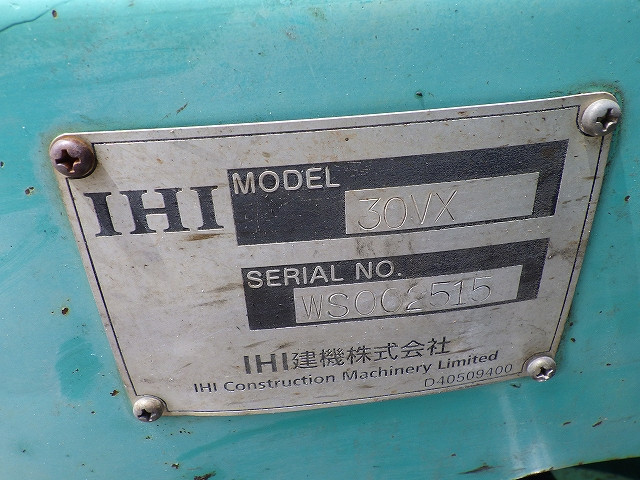 IHI
MODEL
30VX
SERIAL NO.
WS002515
IHI建機株式会社
IHI Construction Machinery Limited
D40509400